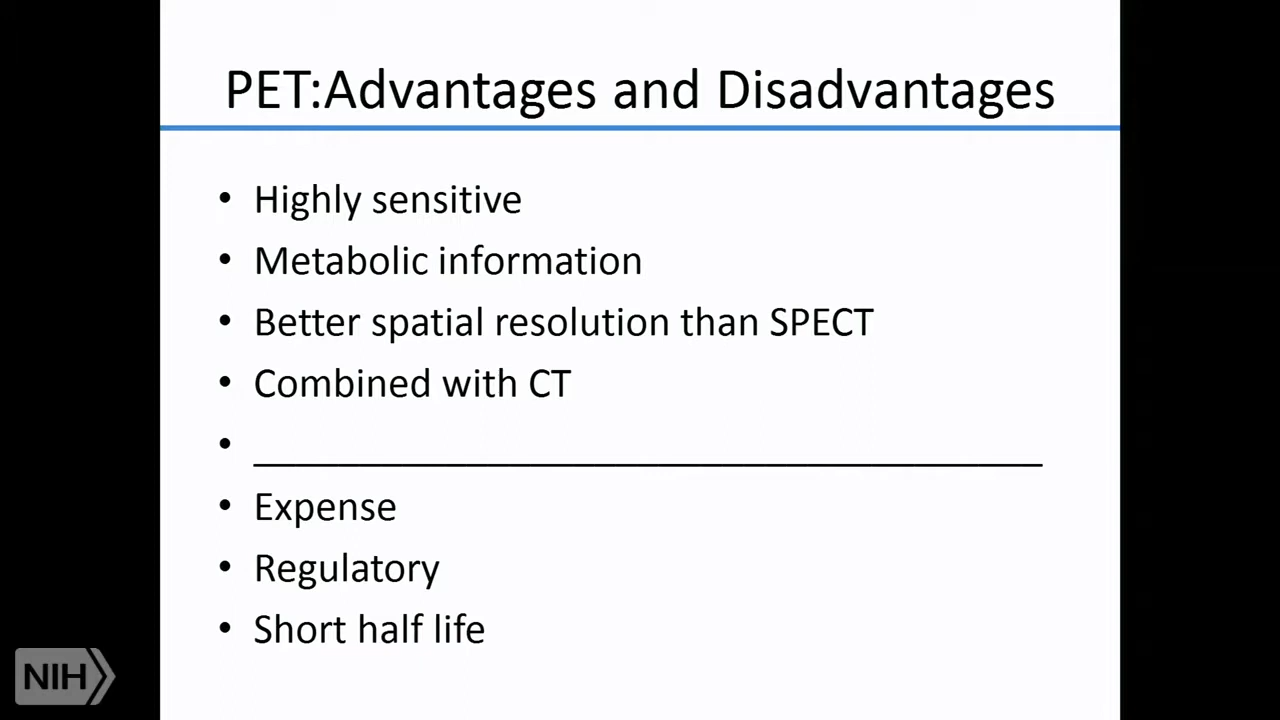 PET:Advantages and Disadvantages
• Highly sensitive
• Metabolic information
• Better spatial resolution than SPECT
• Combined with CT
• _____________________________________
• Expense
• Regulatory
• Short half life
NIH